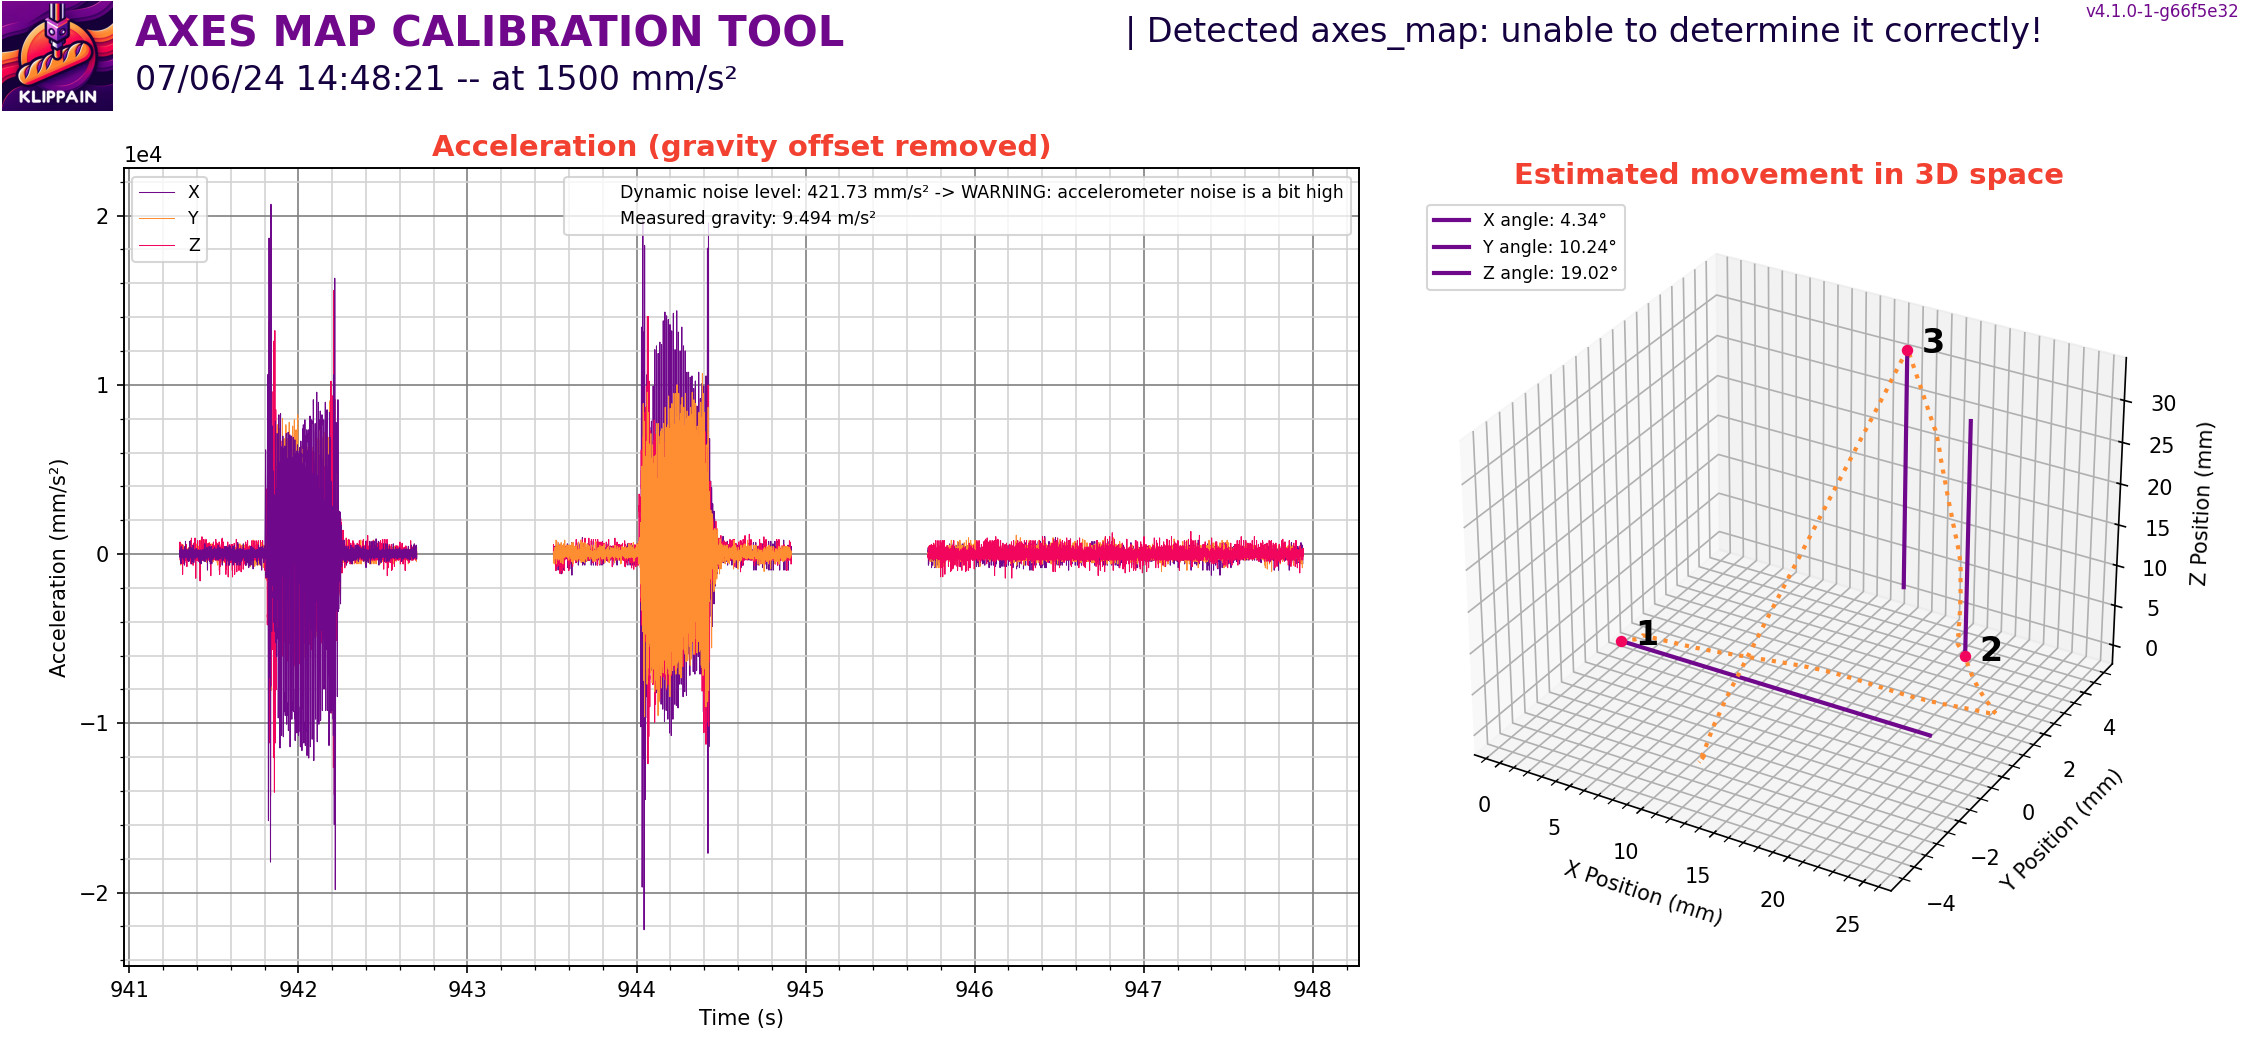 KLIPPAIN
AXES MAP CALIBRATION TOOL
07/06/24 14:48:21 -- at 1500 mm/s²
| Detected axes_map: unable to determine it correctly!
v4.1.0-1-g66f5e32
Acceleration (gravity offset removed)
1e4
X
Y
Z
Dynamic noise level: 421.73 mm/s² -> WARNING: accelerometer noise is a bit high
Measured gravity: 9.494 m/s²
Acceleration (mm/s²)
2
1
0
−1
−2
941 942 943 944 945 946 947 948
Time (s)
Estimated movement in 3D space
X angle: 4.34°
Y angle: 10.24°
Z angle: 19.02°
3
1
2
30
25
20
15
10
5
0
Z Position (mm)
4
2
0
−2
−4
Y Position (mm)
0
5
10
15
20
25
X Position (mm)